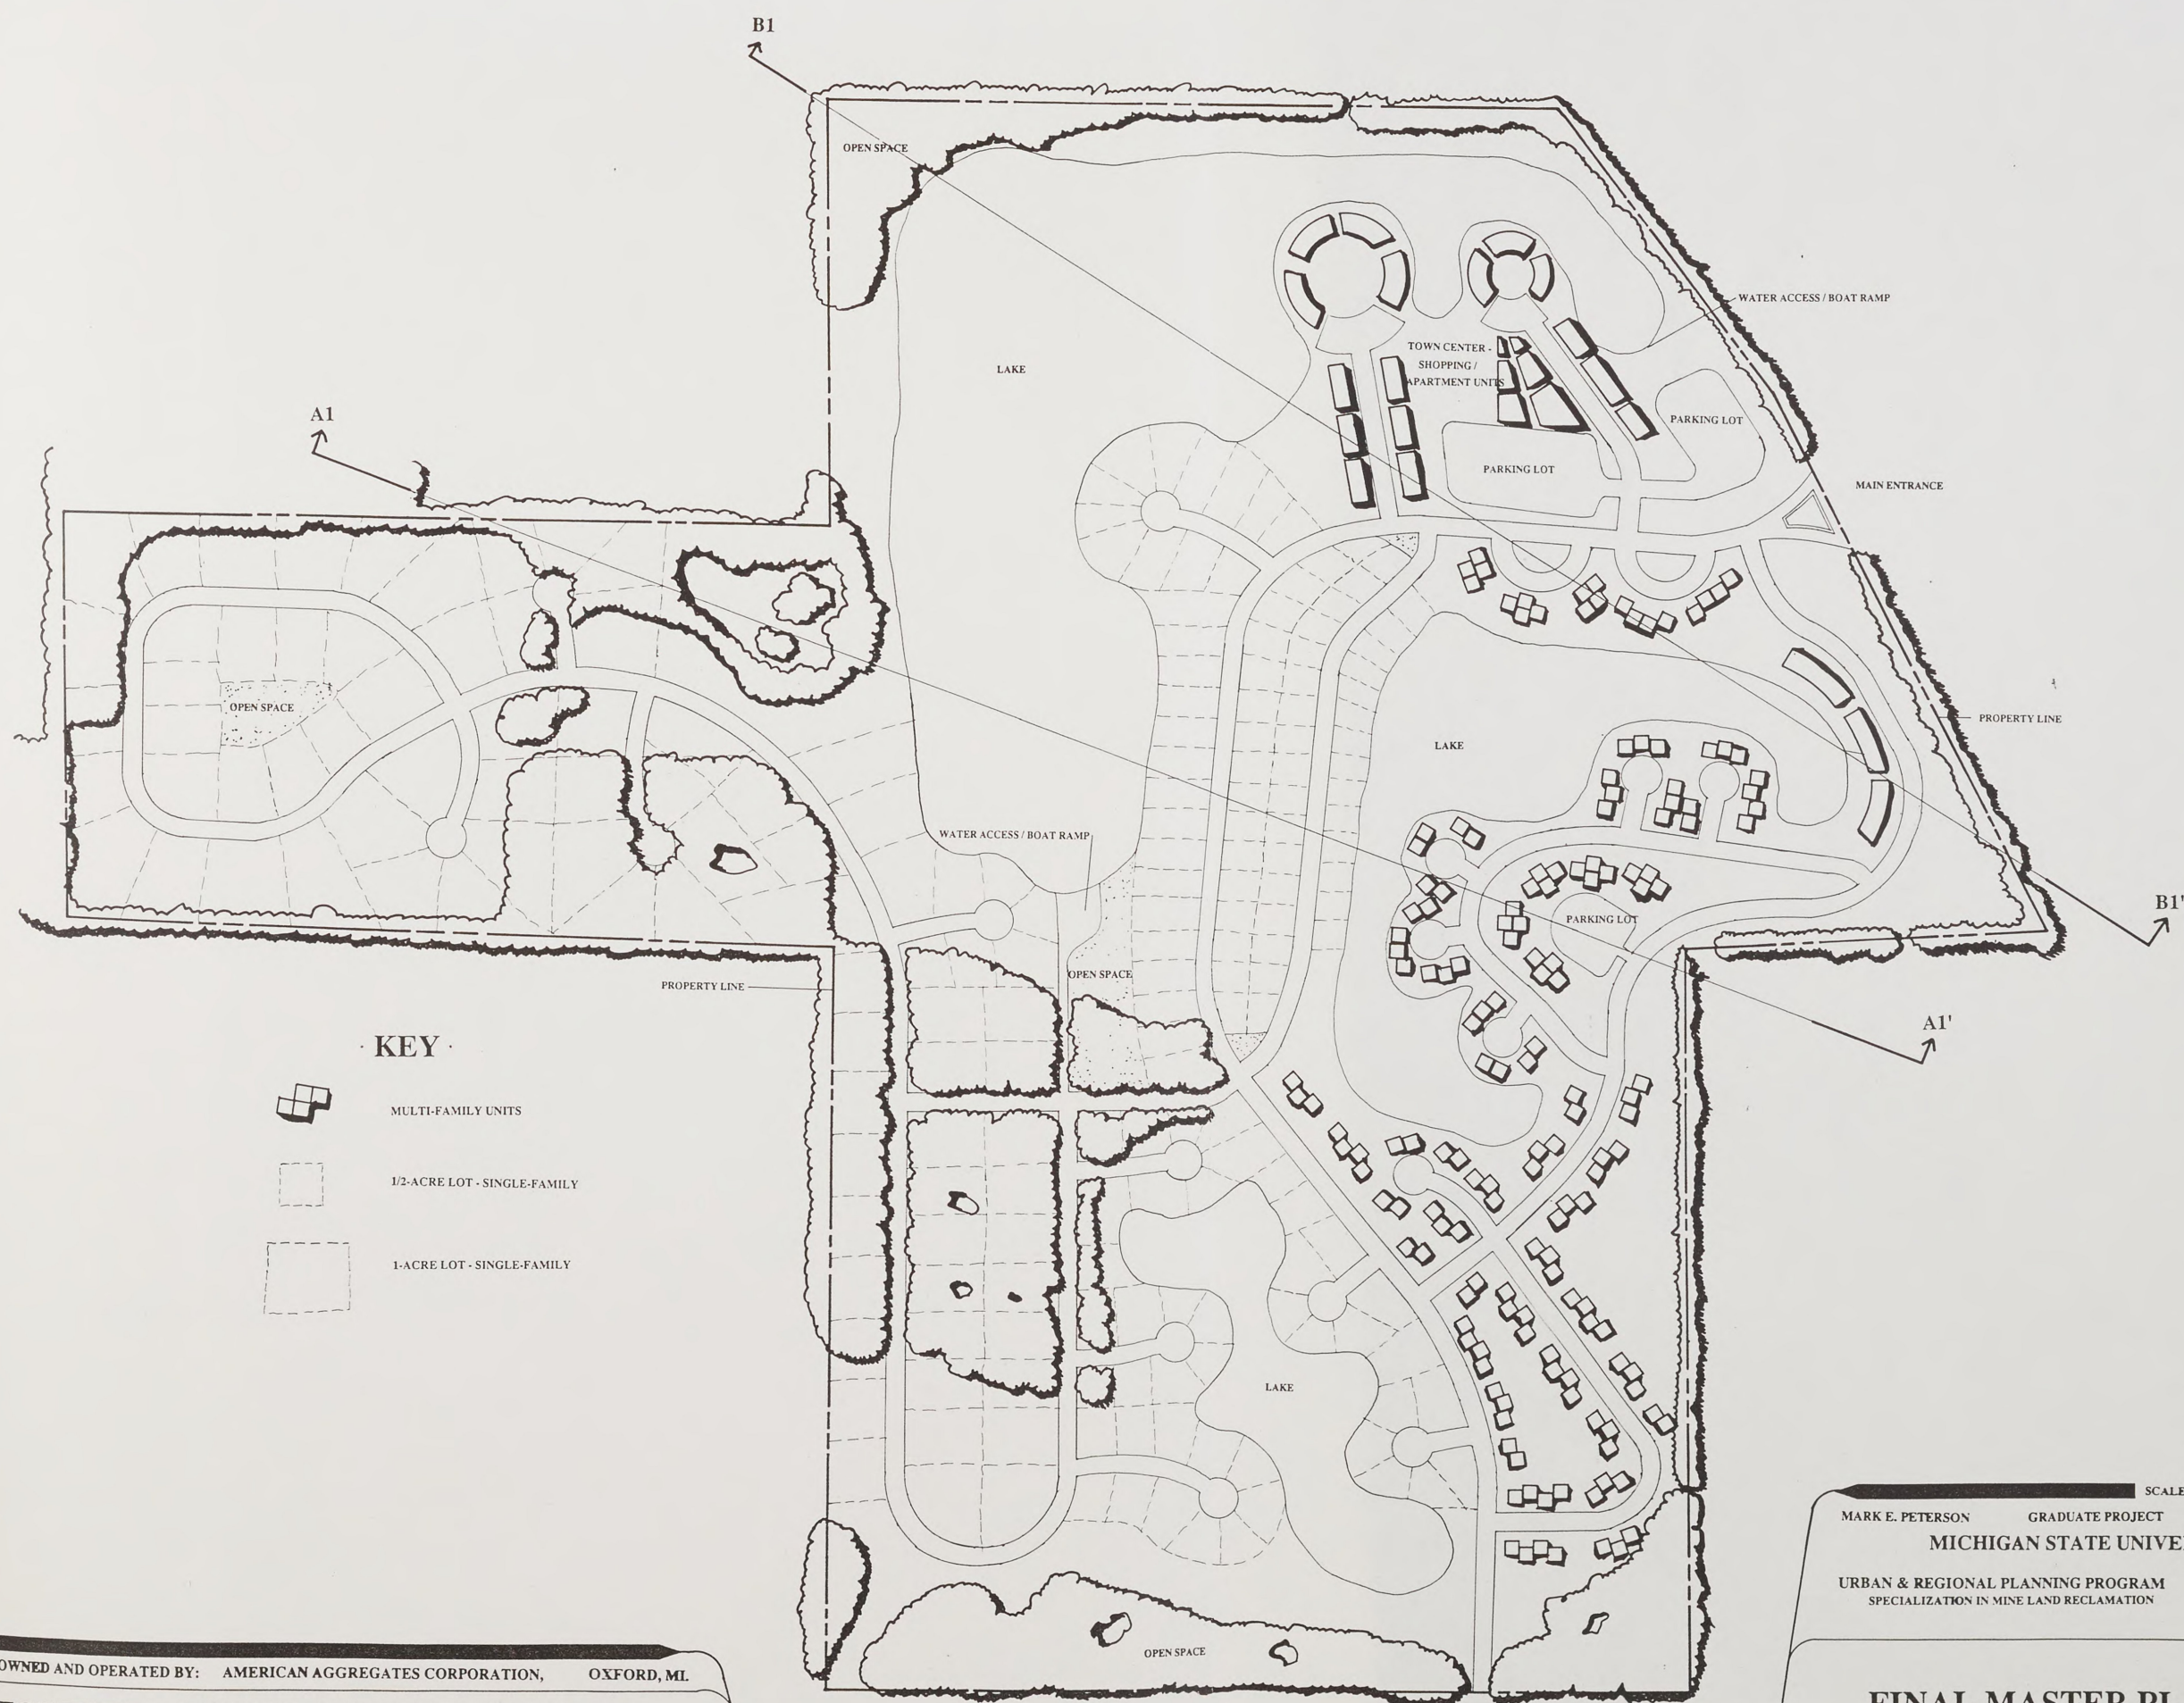 B1
OPEN SPACE
WATER ACCESS / BOAT RAMP
TOWN CENTER -
SHOPPING /
APARTMENT UNITS
LAKE
A1
PARKING LOT
PARKING LOT
MAIN ENTRANCE
OPEN SPACE
PROPERTY LINE
LAKE
WATER ACCESS / BOAT RAMP
PARKING LOT
B1'
OPEN SPACE
PROPERTY LINE
A1'
· KEY ·
MULTI-FAMILY UNITS
1/2-ACRE LOT - SINGLE-FAMILY
1-ACRE LOT - SINGLE-FAMILY
LAKE
OPEN SPACE
OWNED AND OPERATED BY: AMERICAN AGGREGATES CORPORATION, OXFORD, MI.
SCALE
MARK E. PETERSON GRADUATE PROJECT
MICHIGAN STATE UNIVE
URBAN & REGIONAL PLANNING PROGRAM
SPECIALIZATION IN MINE LAND RECLAMATION
FINAL MASTER PL